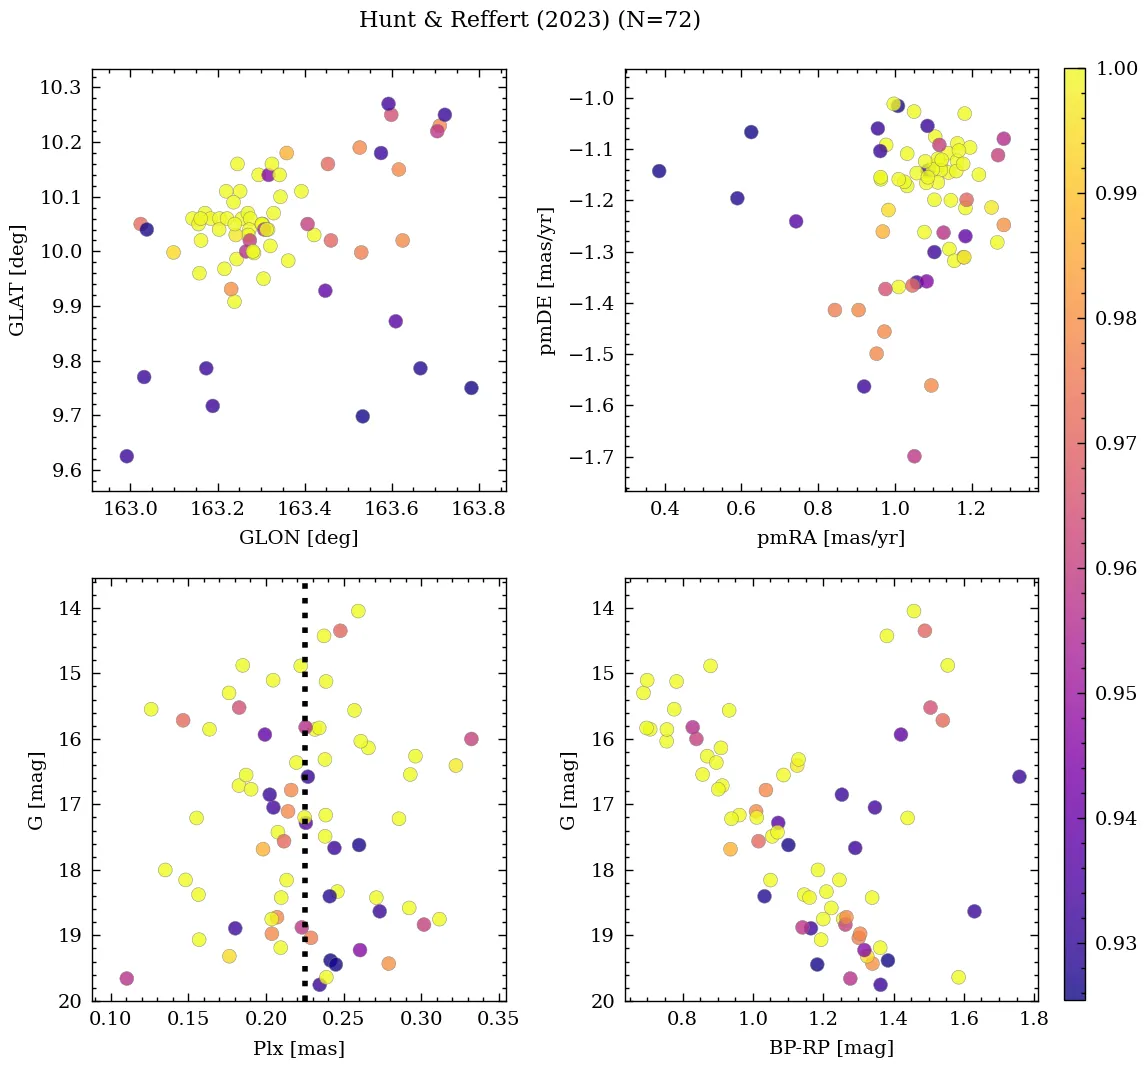 Hunt & Reffert (2023) (N=72)
10.3
10.2
10.1
10.0
9.9
9.8
9.7
9.6
GLAT [deg]
163.0 163.2 163.4 163.6 163.8
GLON [deg]
−1.0
−1.1
−1.2
−1.3
−1.4
−1.5
−1.6
−1.7
pmDE [mas/yr]
0.4 0.6 0.8 1.0 1.2
pmRA [mas/yr]
1.00
0.99
0.98
0.97
0.96
0.95
0.94
0.93
14
15
16
17
18
19
20
G [mag]
0.10 0.15 0.20 0.25 0.30 0.35
Plx [mas]
14
15
16
17
18
19
20
G [mag]
0.8 1.0 1.2 1.4 1.6 1.8
BP-RP [mag]